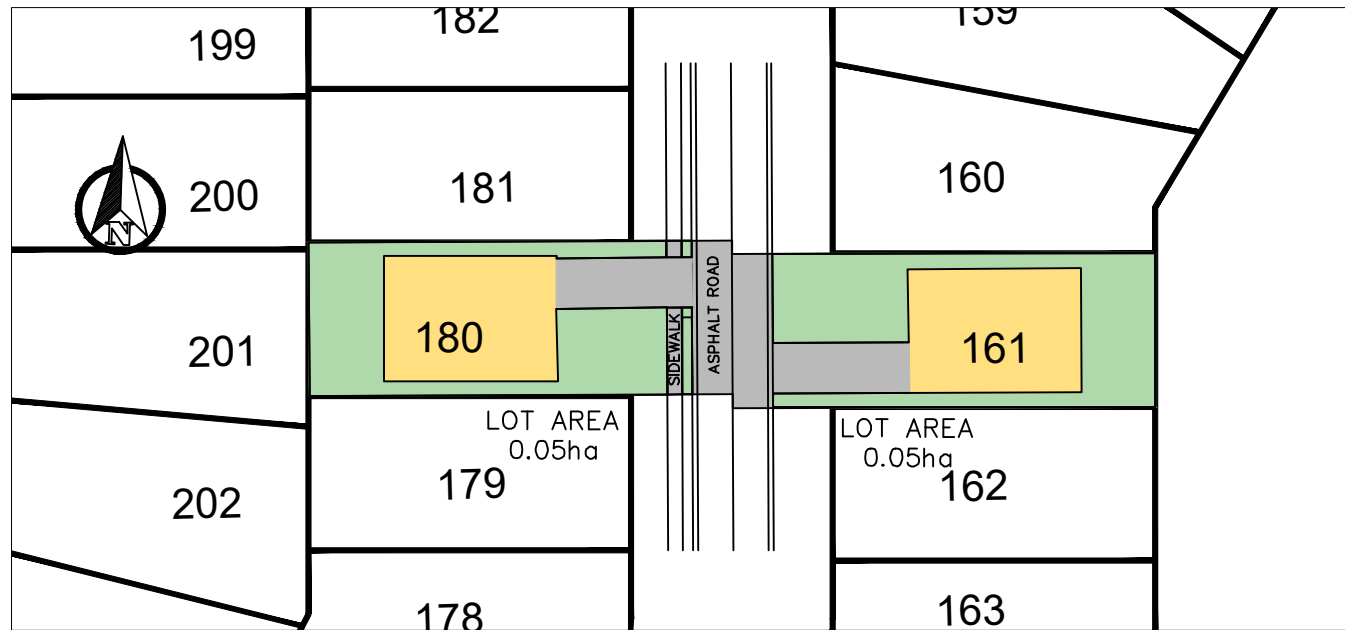 182
159
199
181
160
200
N
ASPHALT ROAD
180
161
201
SIDEWALK
LOT AREA
0.05ha
LOT AREA
0.05ha
179
162
202
178
163